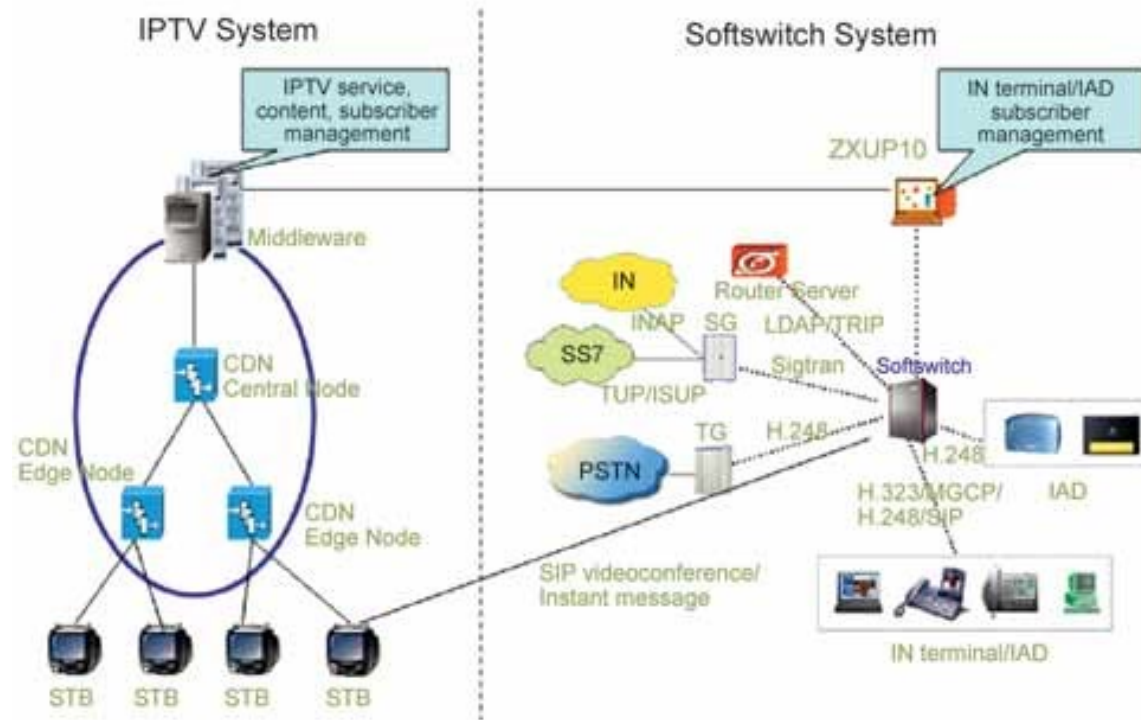 IPTV System
Softswitch System
IPTV service,
content, subscriber
management
IN terminal/IAD
subscriber
management
ZXUP10
Middleware
IN
Router Server
INAP
SG
LDAP/TRIP
SS7
Sigtran
Softswitch
TUP/ISUP
CDN
Central Node
TG
H.248
PSTN
H.248
IAD
CDN
Edge Node
CDN
Edge Node
H.323/MGCP/
H.248/SIP
SIP videoconference/
Instant message
IN terminal/IAD
STB
STB
STB
STB